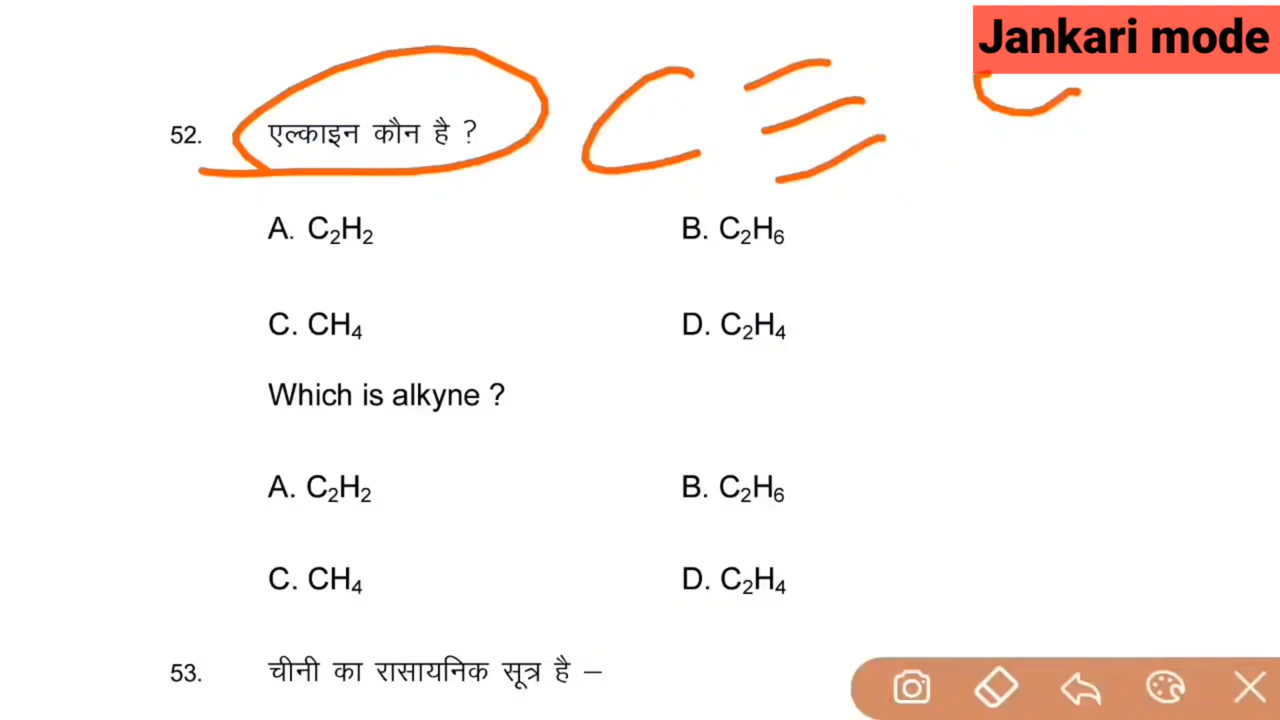 Jankari mode
C ≡ C
52. एल्काइन कौन है ?
A. C₂H₂ B. C₂H₆
C. CH₄ D. C₂H₄
Which is alkyne ?
A. C₂H₂ B. C₂H₆
C. CH₄ D. C₂H₄
53. चीनी का रासायनिक सूत्र है –